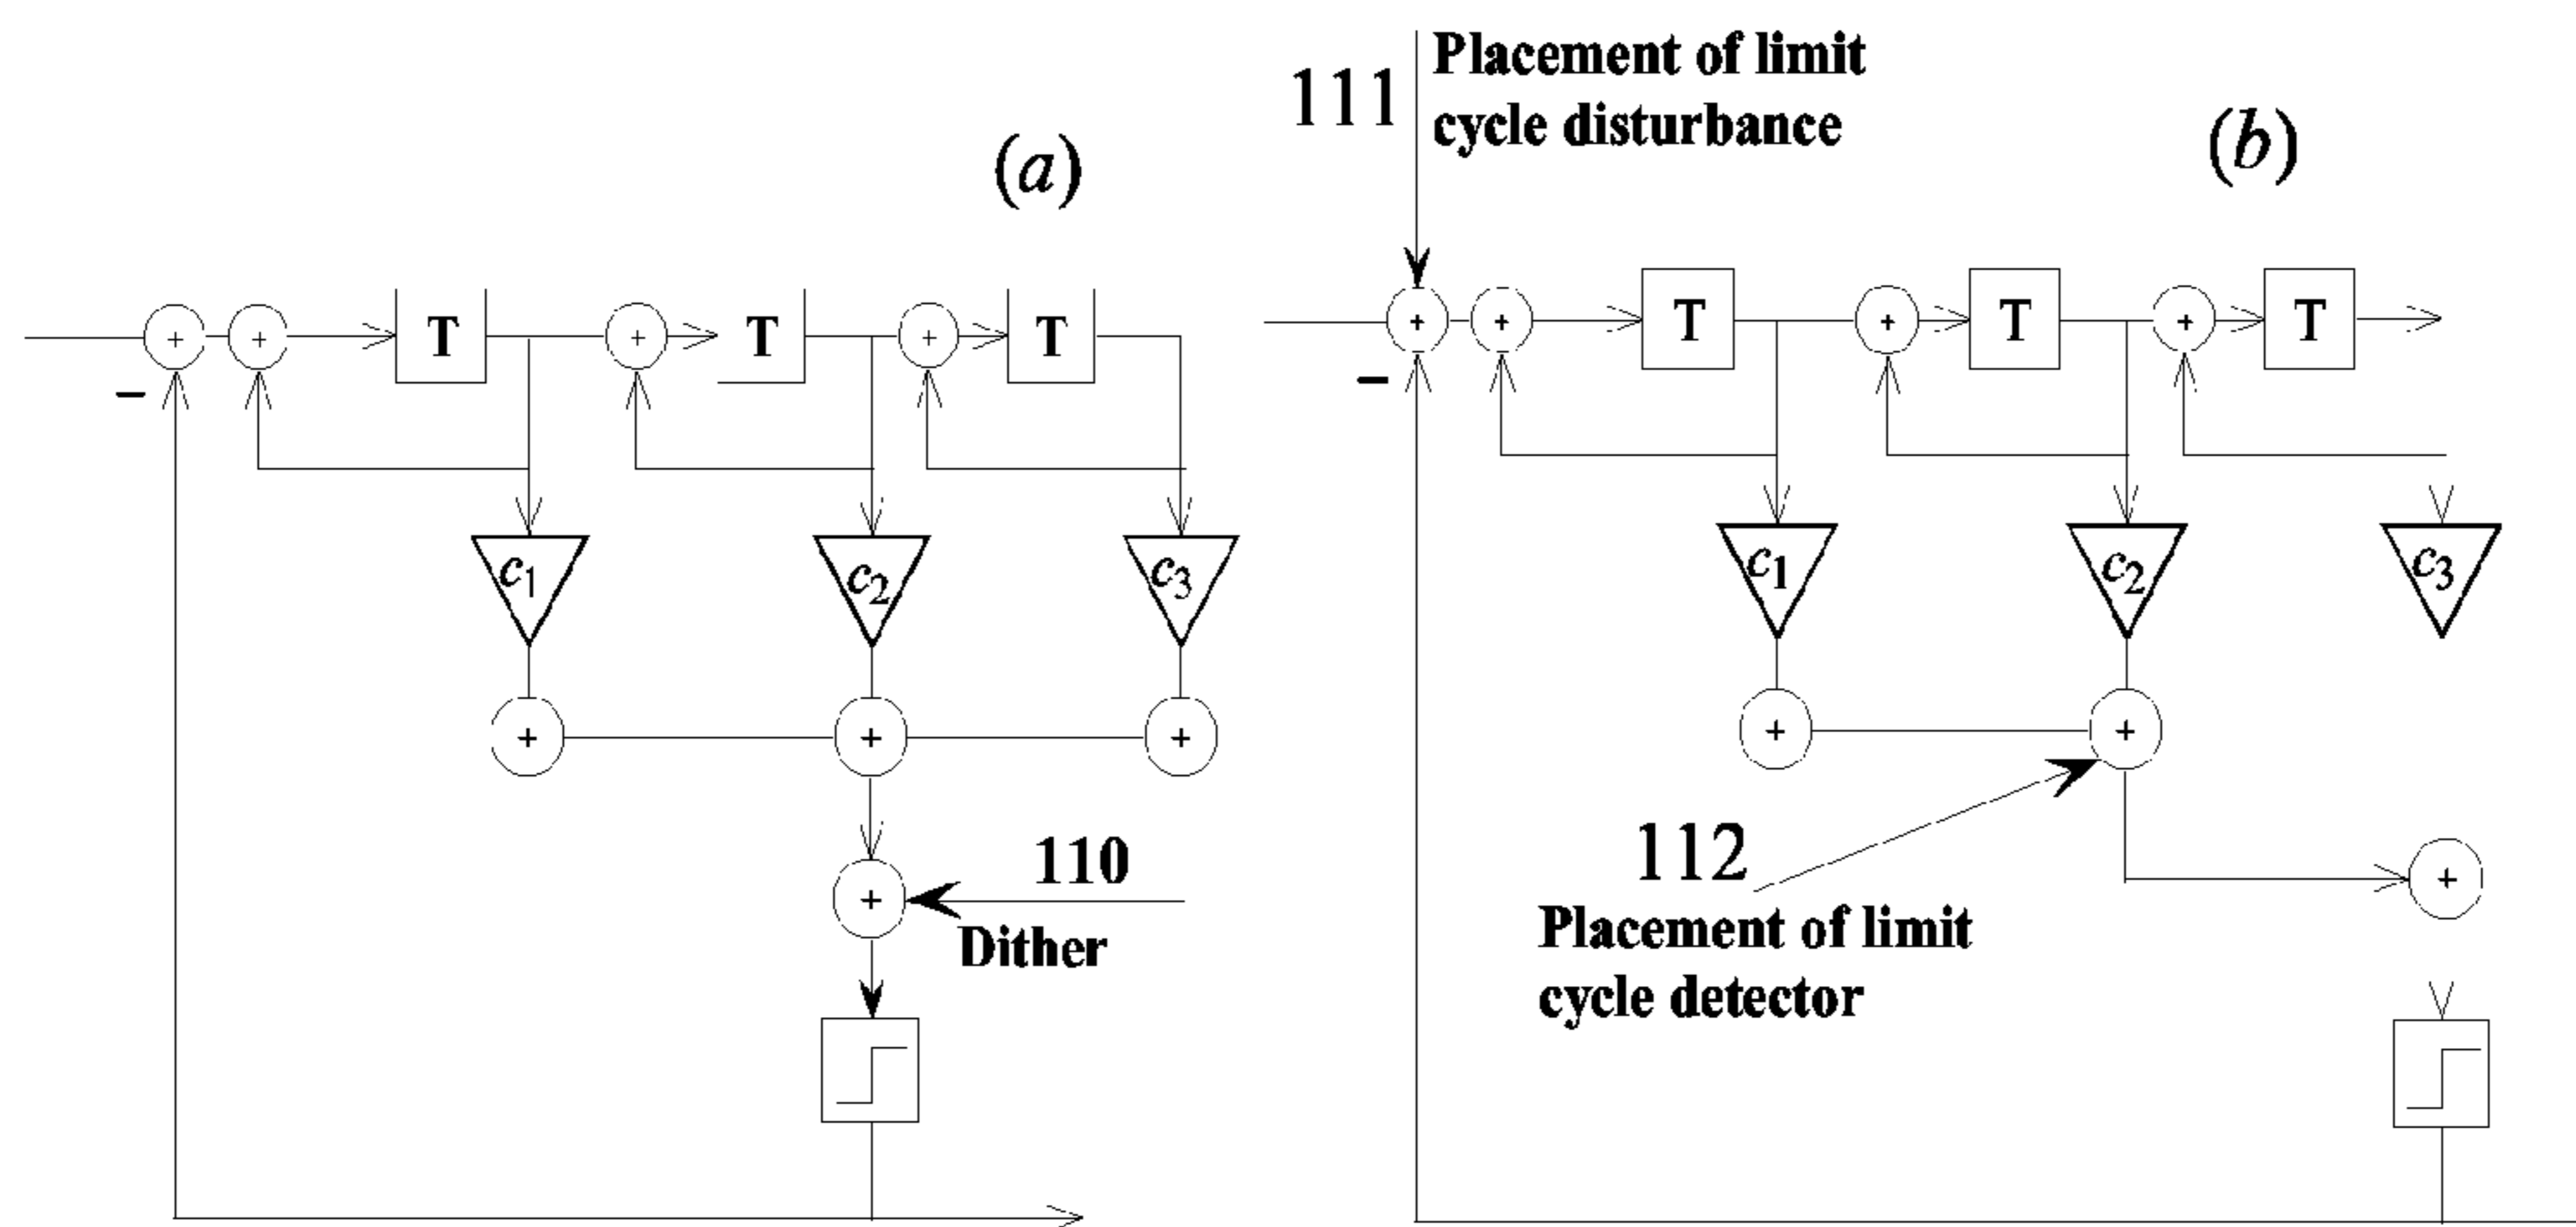 (a)
T T T
c1 c2 c3
+ + +
+ + +
+
–
110
Dither
111
Placement of limit
cycle disturbance
(b)
+ + + +
–
T T T
c1 c2 c3
+ +
+
112
Placement of limit
cycle detector